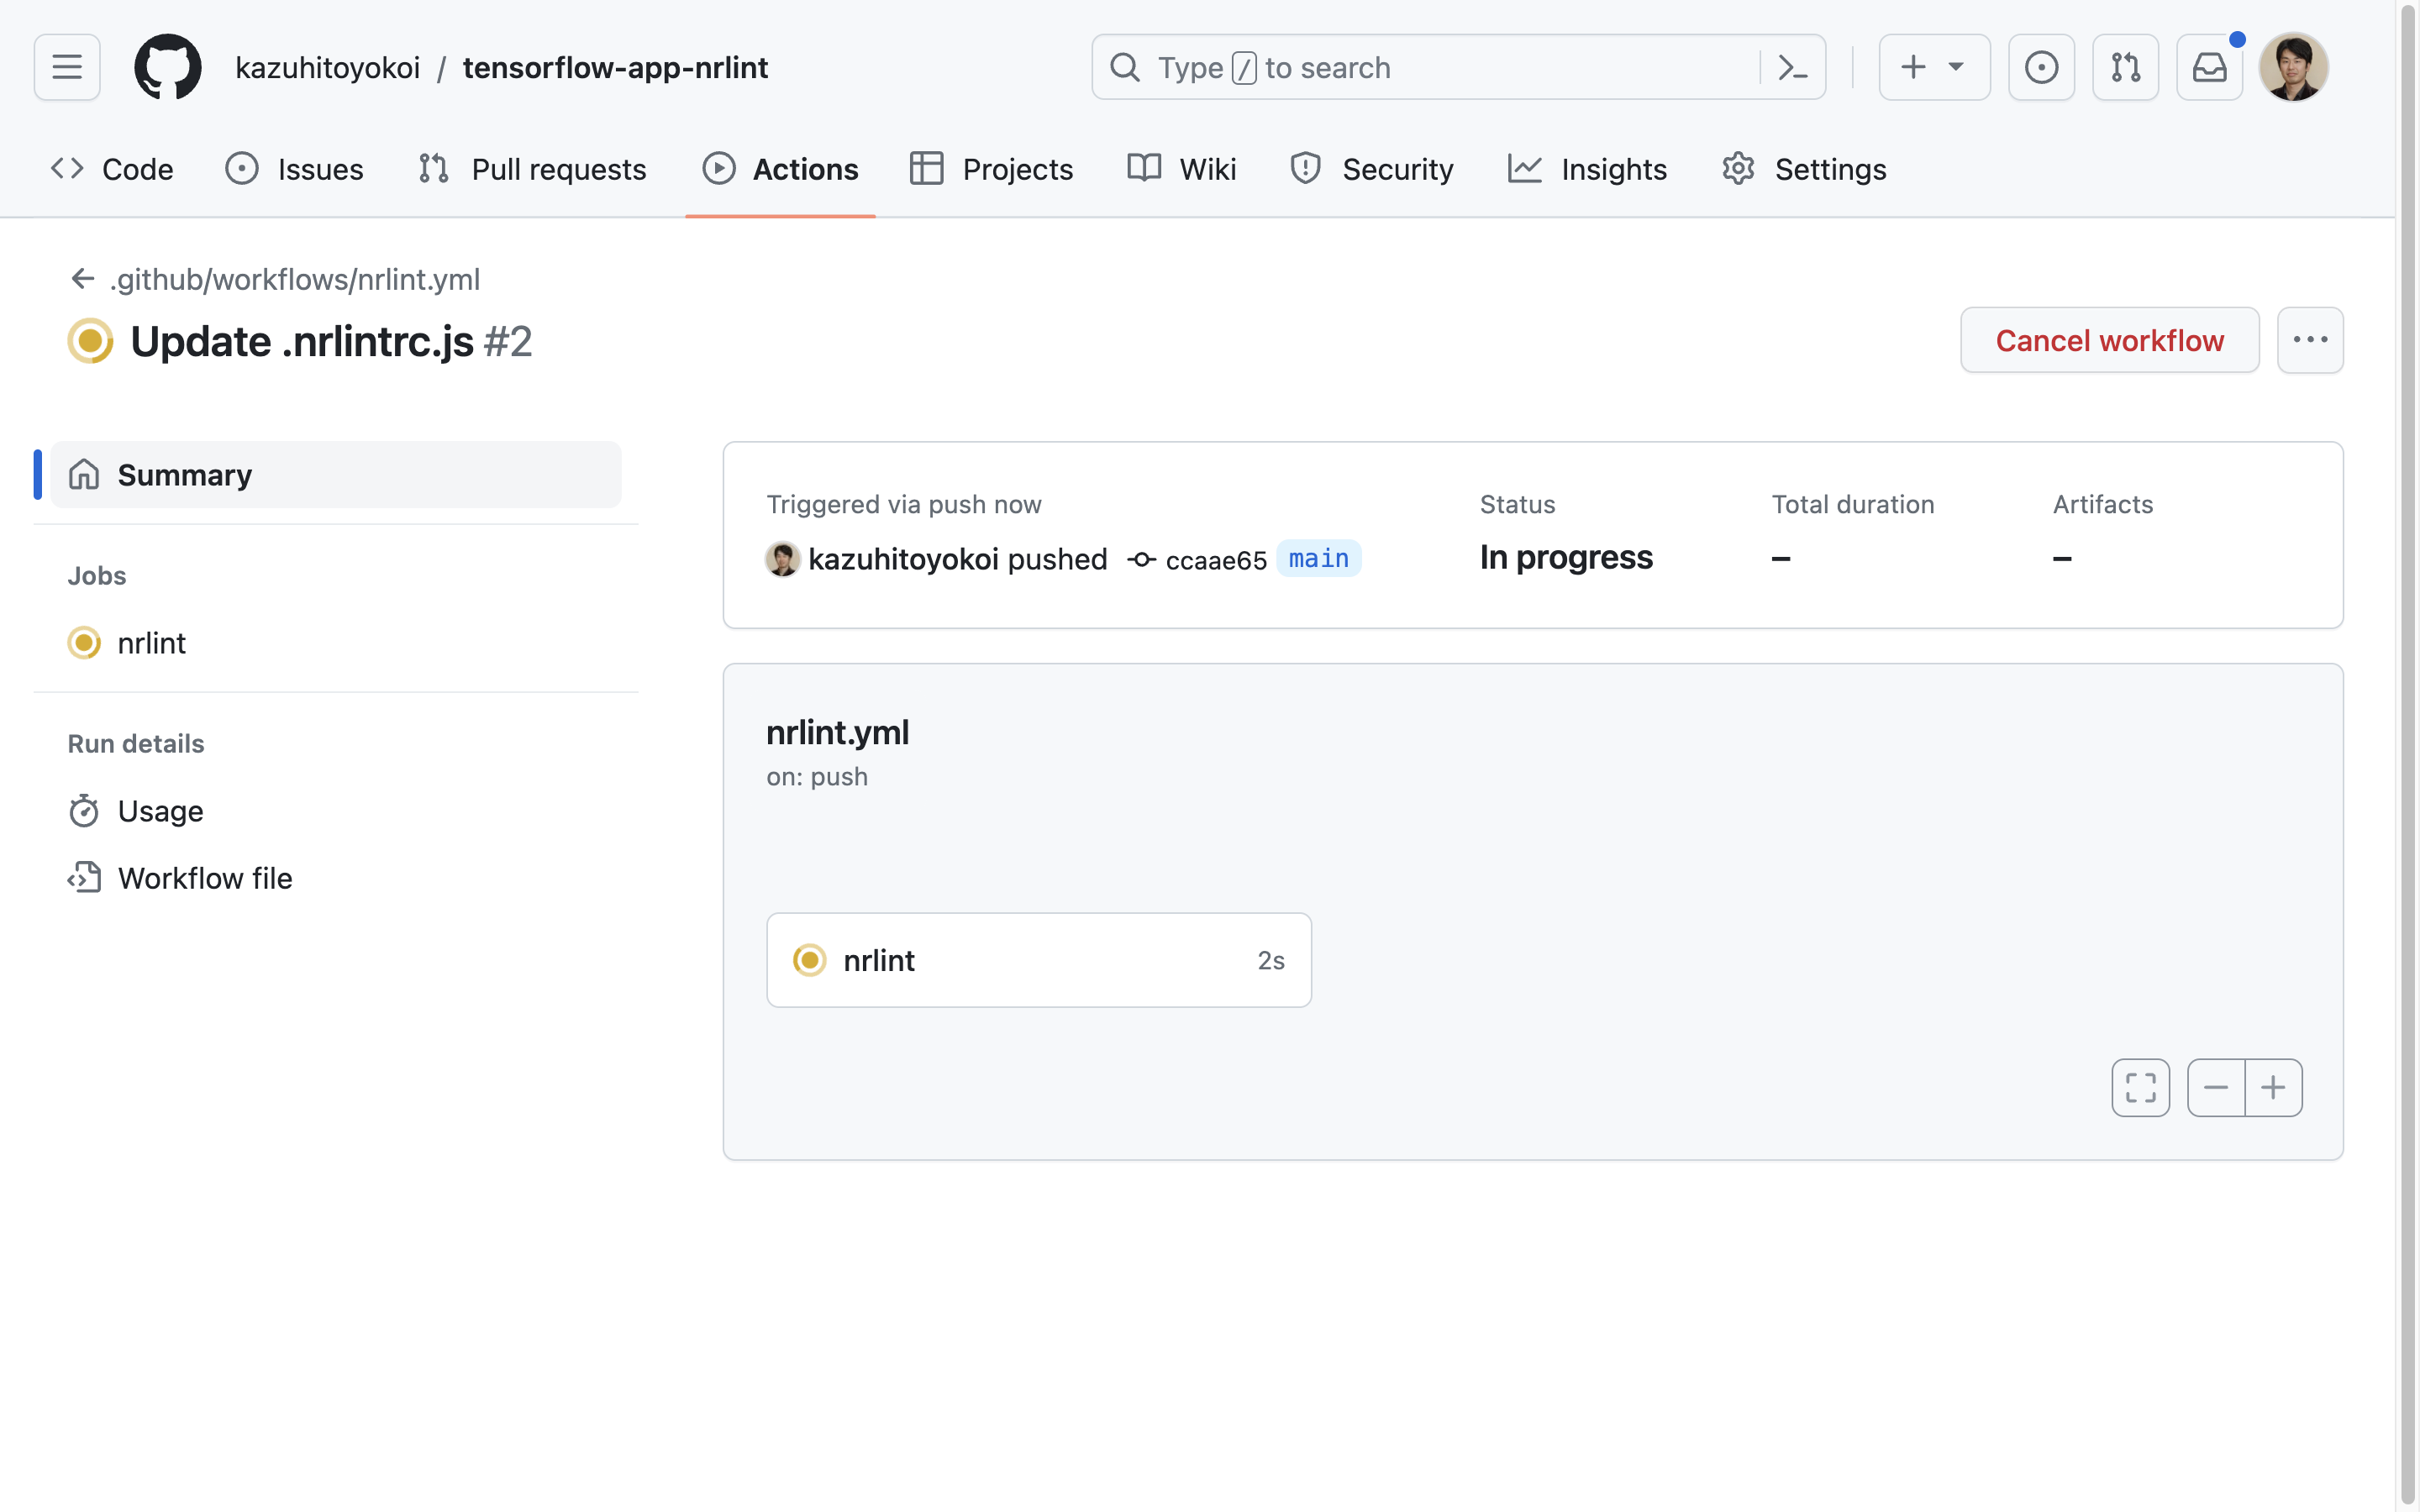 kazuhitoyokoi / tensorflow-app-nrlint
Type / to search
Code Issues Pull requests Actions Projects Wiki Security Insights Settings
.github/workflows/nrlint.yml
Update .nrlintrc.js #2
Cancel workflow
Summary
Jobs
nrlint
Run details
Usage
Workflow file
Triggered via push now
kazuhitoyokoi pushed ccaae65 main
Status
In progress
Total duration
–
Artifacts
–
nrlint.yml
on: push
nrlint 2s